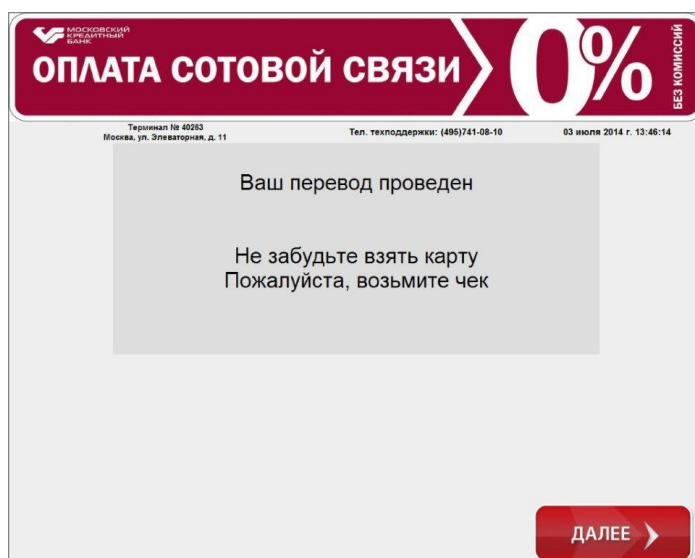 МОСКОВСКИЙ
КРЕДИТНЫЙ
БАНК
ОПЛАТА СОТОВОЙ СВЯЗИ
0%
БЕЗ КОМИССИЙ
Терминал № 40263
Москва, ул. Элеваторная, д. 11
Тел. техподдержки: (495)741-08-10
03 июля 2014 г. 13:46:14
Ваш перевод проведен
Не забудьте взять карту
Пожалуйста, возьмите чек
ДАЛЕЕ